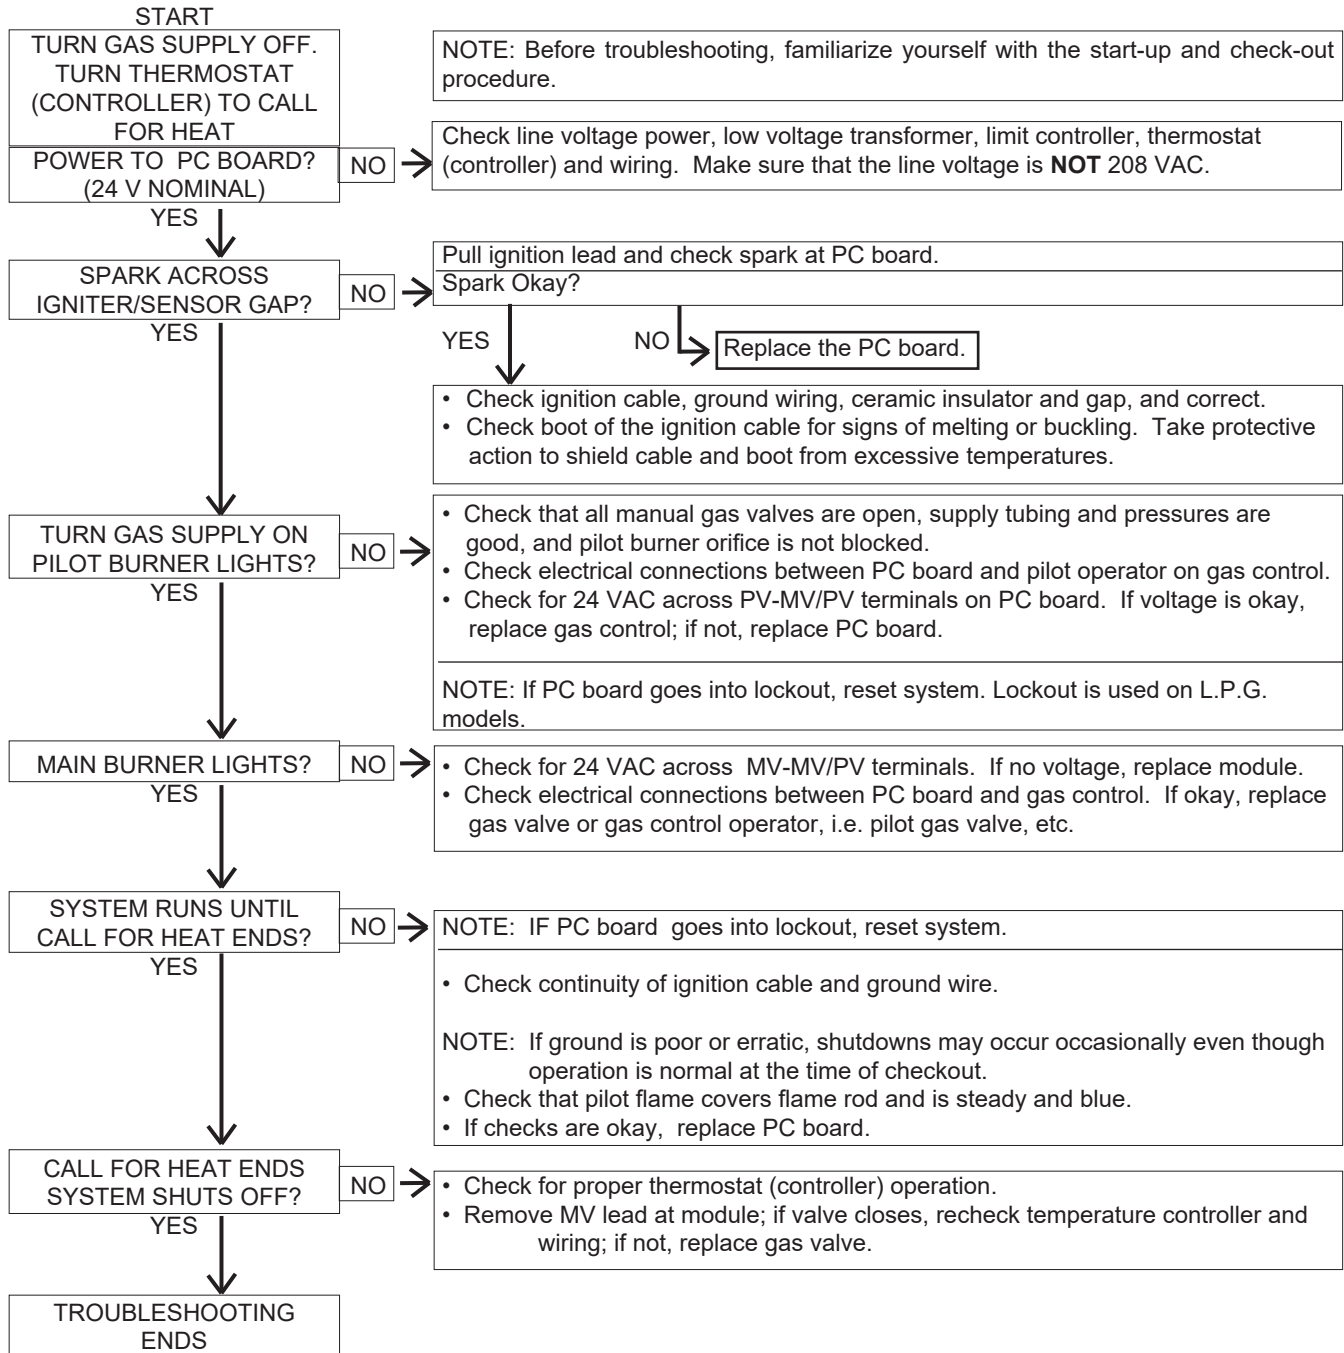 START
TURN GAS SUPPLY OFF.
TURN THERMOSTAT
(CONTROLLER) TO CALL
FOR HEAT
NOTE: Before troubleshooting, familiarize yourself with the start-up and check-out
procedure.
POWER TO PC BOARD?
(24 V NOMINAL)
NO
Check line voltage power, low voltage transformer, limit controller, thermostat
(controller) and wiring. Make sure that the line voltage is NOT 208 VAC.
YES
SPARK ACROSS
IGNITER/SENSOR GAP?
NO
Pull ignition lead and check spark at PC board.
Spark Okay?
YES
YES
NO
Replace the PC board.
• Check ignition cable, ground wiring, ceramic insulator and gap, and correct.
• Check boot of the ignition cable for signs of melting or buckling. Take protective
action to shield cable and boot from excessive temperatures.
TURN GAS SUPPLY ON
PILOT BURNER LIGHTS?
NO
• Check that all manual gas valves are open, supply tubing and pressures are
good, and pilot burner orifice is not blocked.
• Check electrical connections between PC board and pilot operator on gas control.
• Check for 24 VAC across PV-MV/PV terminals on PC board. If voltage is okay,
replace gas control; if not, replace PC board.
NOTE: If PC board goes into lockout, reset system. Lockout is used on L.P.G.
models.
YES
MAIN BURNER LIGHTS?
NO
• Check for 24 VAC across MV-MV/PV terminals. If no voltage, replace module.
• Check electrical connections between PC board and gas control. If okay, replace
gas valve or gas control operator, i.e. pilot gas valve, etc.
YES
SYSTEM RUNS UNTIL
CALL FOR HEAT ENDS?
NO
NOTE: IF PC board goes into lockout, reset system.
• Check continuity of ignition cable and ground wire.
NOTE: If ground is poor or erratic, shutdowns may occur occasionally even though
operation is normal at the time of checkout.
• Check that pilot flame covers flame rod and is steady and blue.
• If checks are okay, replace PC board.
YES
CALL FOR HEAT ENDS
SYSTEM SHUTS OFF?
NO
• Check for proper thermostat (controller) operation.
• Remove MV lead at module; if valve closes, recheck temperature controller and
wiring; if not, replace gas valve.
YES
TROUBLESHOOTING
ENDS